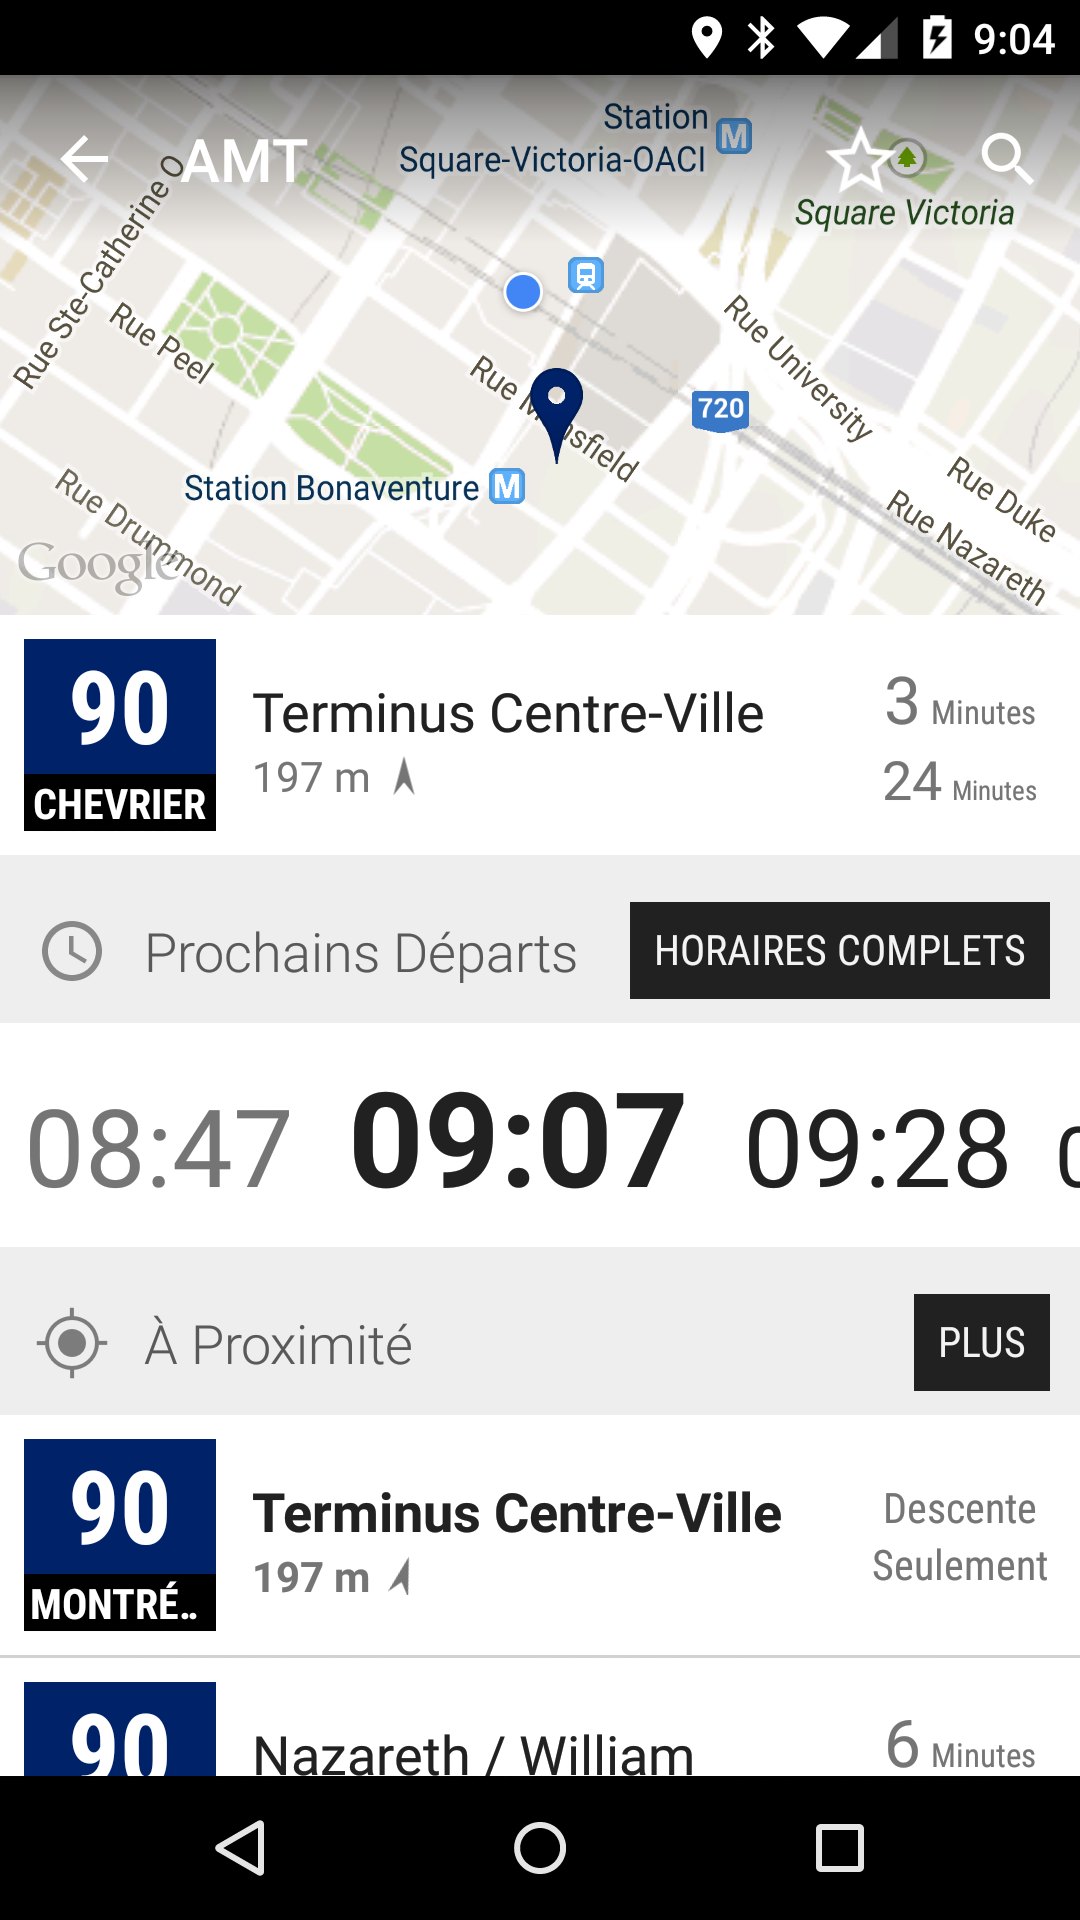 9:04
AMT
Station
Square-Victoria-OACI
M
Square Victoria
Rue Ste-Catherine O
Rue Peel
Rue University
720
Rue Duke
Rue Nazareth
Station Bonaventure
M
Rue Drummond
Google
90
CHEVRIER
Terminus Centre-Ville
197 m
3 Minutes
24 Minutes
Prochains Départs
HORAIRES COMPLETS
08:47
09:07
09:28
À Proximité
PLUS
90
MONTRÉ…
Terminus Centre-Ville
197 m
Descente
Seulement
90
Nazareth / William
6 Minutes